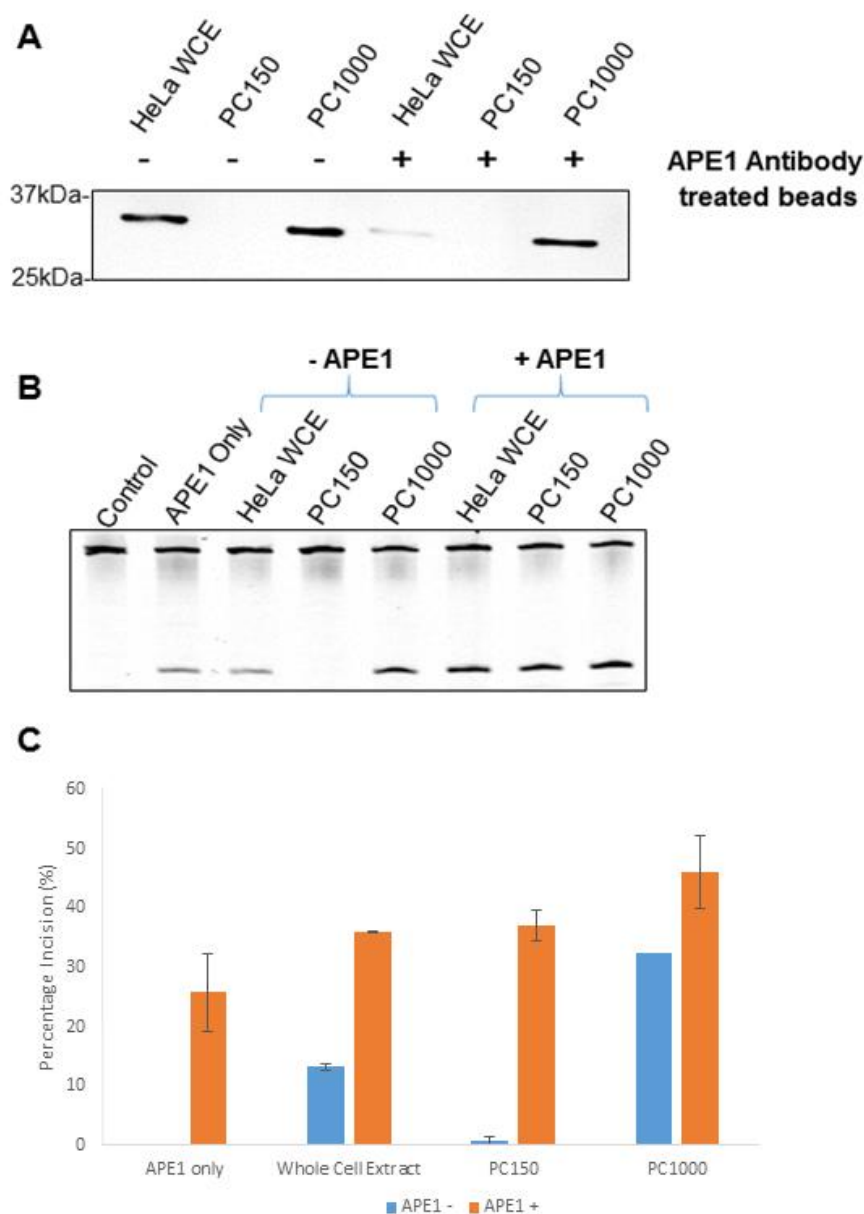 A
HeLa WCE PC150 PC1000 HeLa WCE PC150 PC1000
- - - + + + APE1 Antibody
treated beads
37kDa-
25kDa-
B
- APE1 + APE1
Control APE1 Only HeLa WCE PC150 PC1000 HeLa WCE PC150 PC1000
C
Percentage Incision (%)
60
50
40
30
20
10
0
APE1 only Whole Cell Extract PC150 PC1000
APE1 - APE1 +